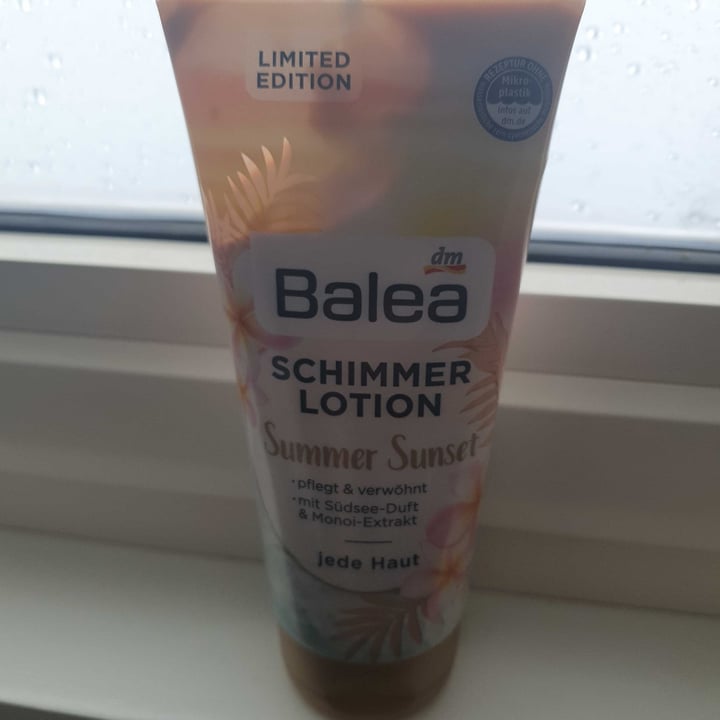 LIMITED
EDITION
REZEPTUR OHNE
Mikro-
plastik
Infos auf
dm.de
dm
Balea
SCHIMMER
LOTION
Summer Sunset
• pflegt & verwöhnt
• mit Südsee-Duft
& Monoi-Extrakt
jede Haut